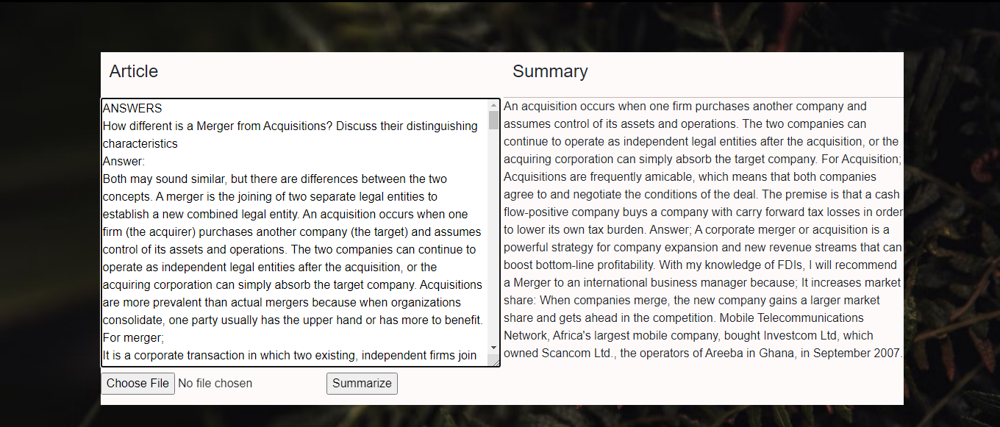 Article
ANSWERS
How different is a Merger from Acquisitions? Discuss their distinguishing
characteristics
Answer:
Both may sound similar, but there are differences between the two
concepts. A merger is the joining of two separate legal entities to
establish a new combined legal entity. An acquisition occurs when one
firm (the acquirer) purchases another company (the target) and assumes
control of its assets and operations. The two companies can continue to
operate as independent legal entities after the acquisition, or the
acquiring corporation can simply absorb the target company. Acquisitions
are more prevalent than actual mergers because when organizations
consolidate, one party usually has the upper hand or has more to benefit.
For merger;
It is a corporate transaction in which two existing, independent firms join
Choose File No file chosen
Summarize
Summary
An acquisition occurs when one firm purchases another company and
assumes control of its assets and operations. The two companies can
continue to operate as independent legal entities after the acquisition, or the
acquiring corporation can simply absorb the target company. For Acquisition;
Acquisitions are frequently amicable, which means that both companies
agree to and negotiate the conditions of the deal. The premise is that a cash
flow-positive company buys a company with carry forward tax losses in order
to lower its own tax burden. Answer; A corporate merger or acquisition is a
powerful strategy for company expansion and new revenue streams that can
boost bottom-line profitability. With my knowledge of FDIs, I will recommend
a Merger to an international business manager because; It increases market
share: When companies merge, the new company gains a larger market
share and gets ahead in the competition. Mobile Telecommunications
Network, Africa's largest mobile company, bought Investcom Ltd, which
owned Scancom Ltd., the operators of Areeba in Ghana, in September 2007.